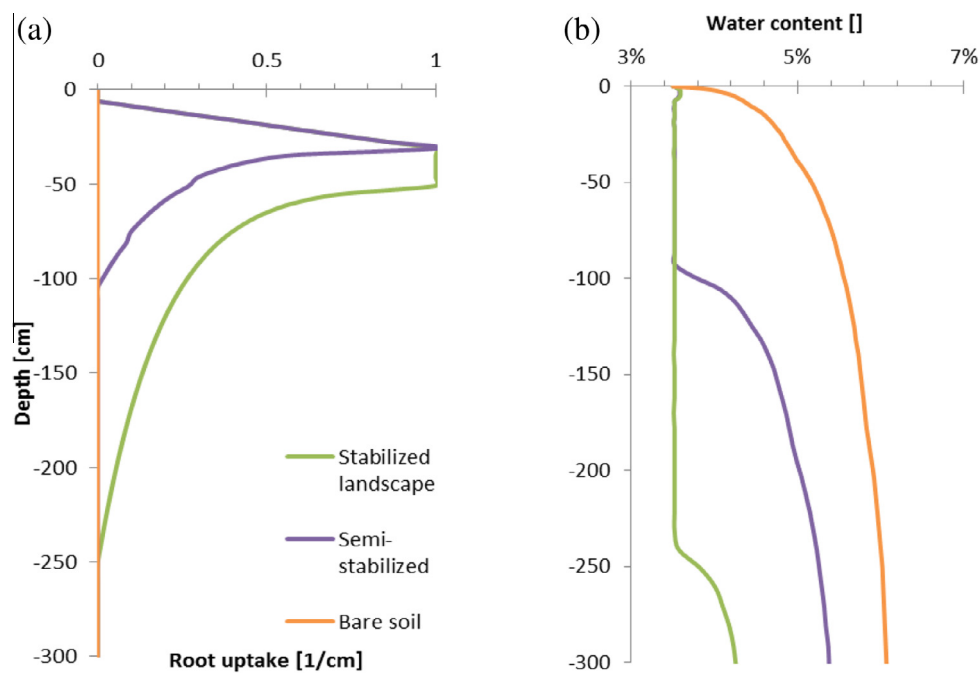 (a)
0 0.5 1
0
-50
-100
-150
-200
-250
-300
Depth [cm]
Stabilized
landscape
Semi-
stabilized
Bare soil
Root uptake [1/cm]
(b)
Water content []
3% 5% 7%
0
-50
-100
-150
-200
-250
-300